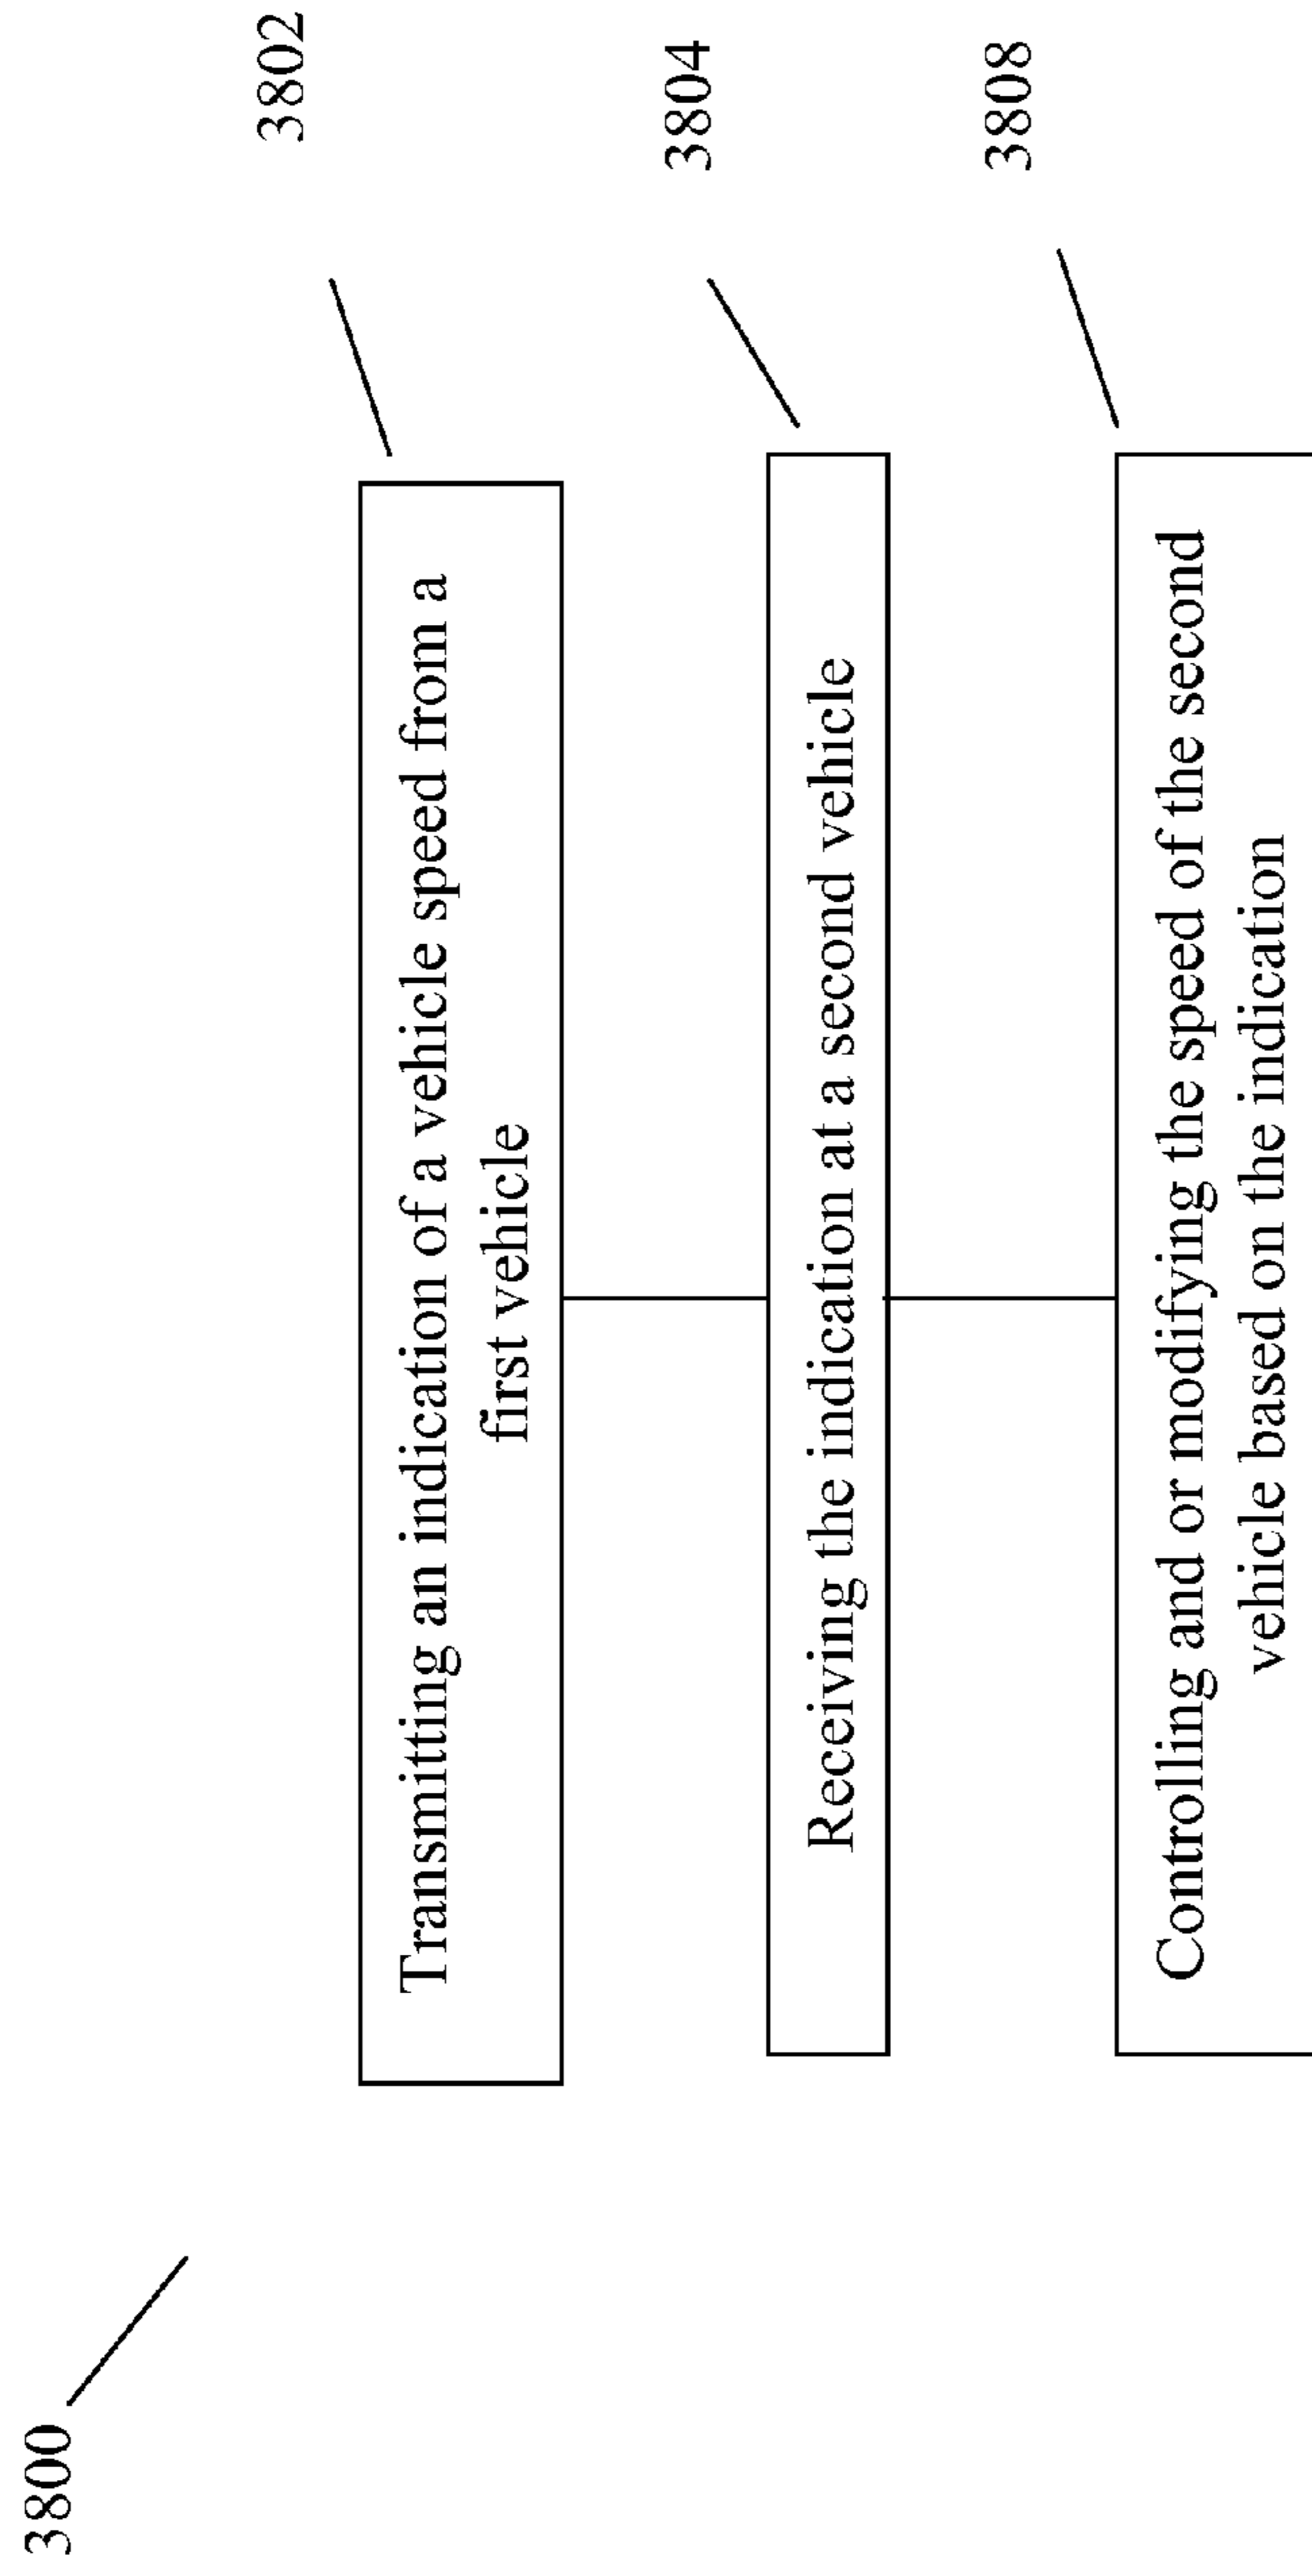 3800
3802
Transmitting an indication of a vehicle speed from a
first vehicle
3804
Receiving the indication at a second vehicle
3808
Controlling and or modifying the speed of the second
vehicle based on the indication